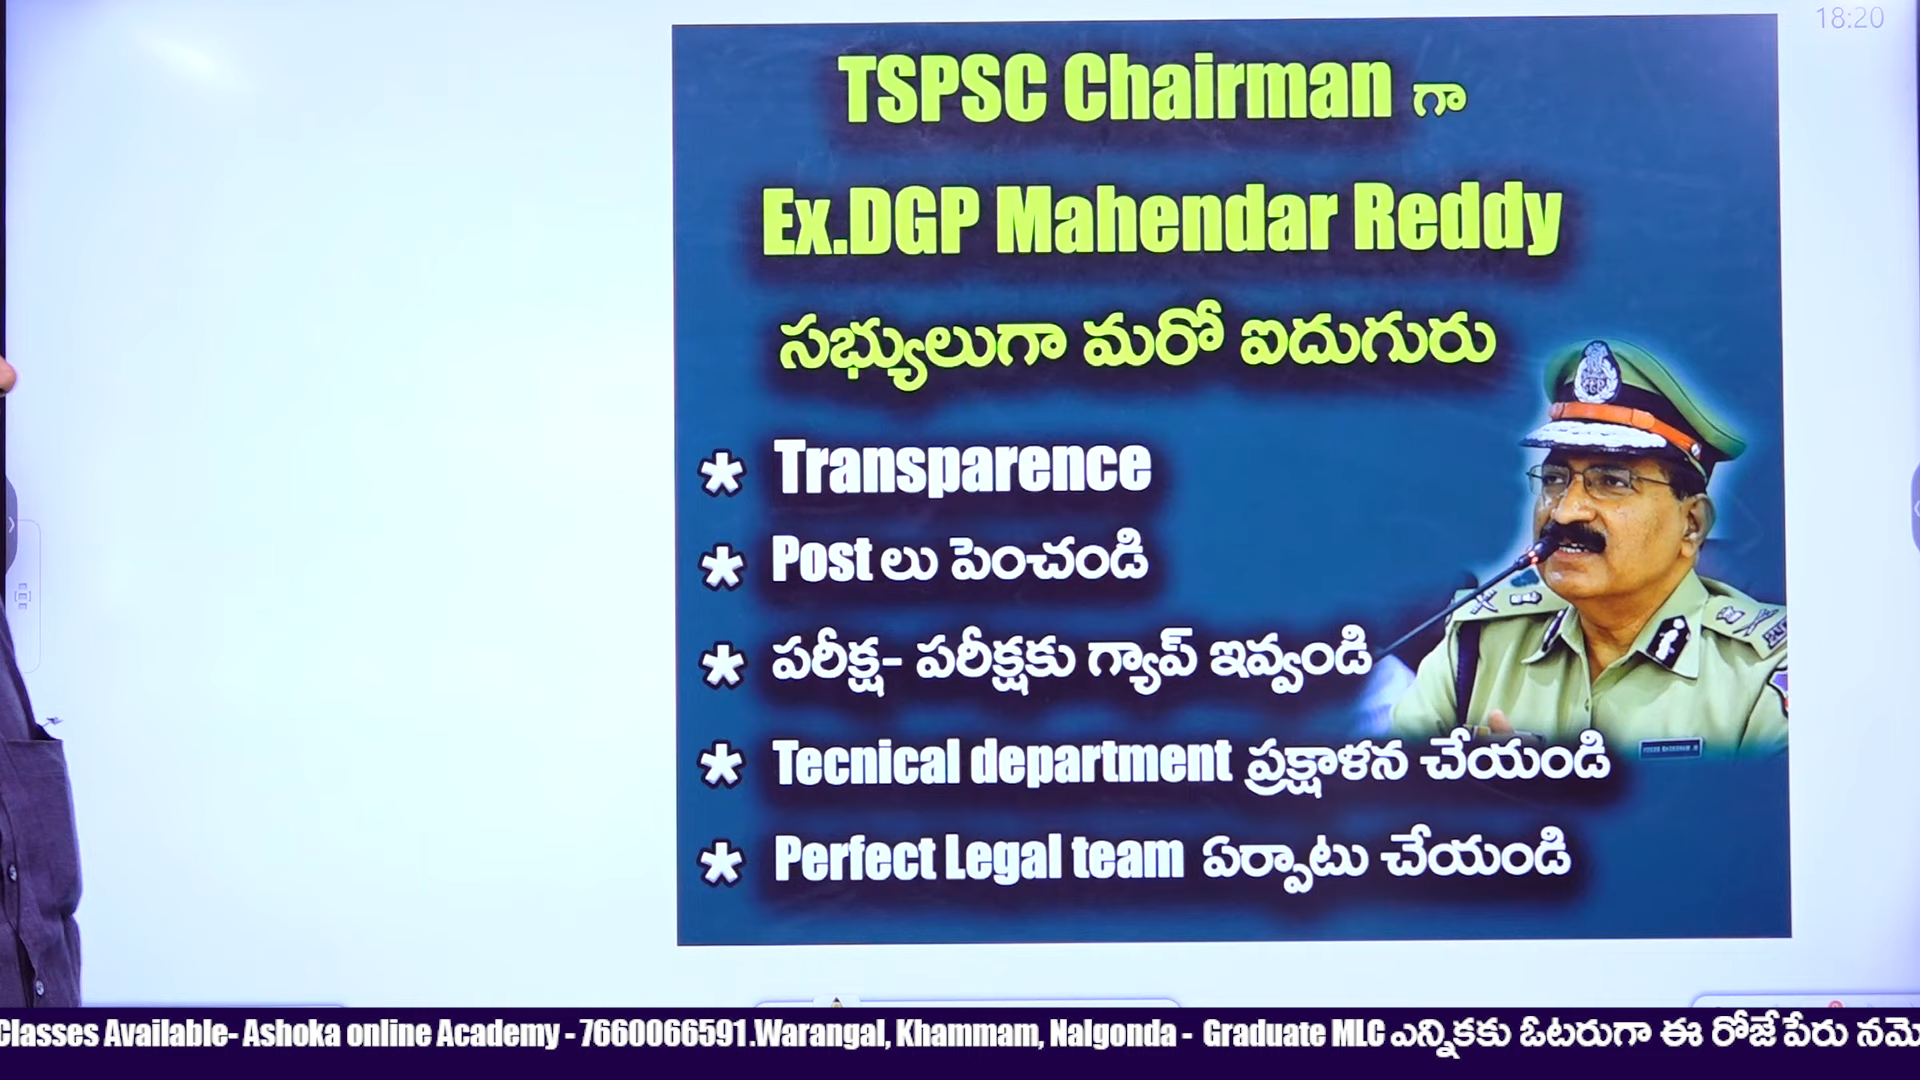 18:20
TSPSC Chairman గా
Ex.DGP Mahendar Reddy
సభ్యులుగా మరో ఐదుగురు
* Transparence
* Post లు పెంచండి
* పరీక్ష- పరీక్షకు గ్యాప్ ఇవ్వండి
* Tecnical department ప్రక్షాళన చేయండి
* Perfect Legal team ఏర్పాటు చేయండి
Classes Available- Ashoka online Academy - 7660066591.Warangal, Khammam, Nalgonda - Graduate MLC ఎన్నికకు ఓటరుగా ఈ రోజే పేరు నమో